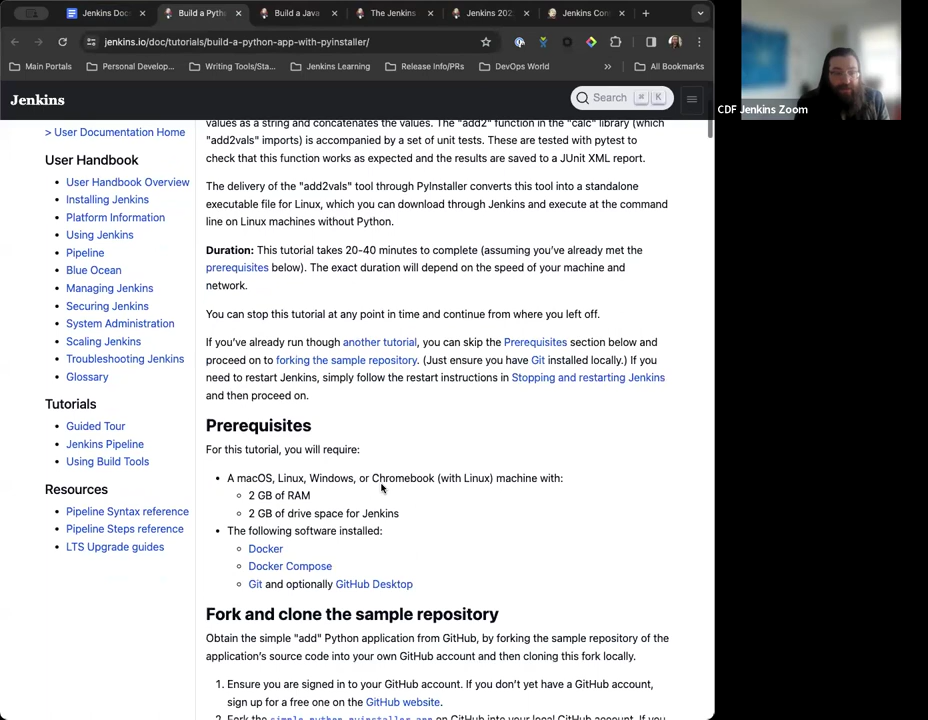 Jenkins Doc
Build a Pyth
Build a Java
The Jenkins
Jenkins 202
Jenkins Con
jenkins.io/doc/tutorials/build-a-python-app-with-pyinstaller/
Main Portals
Personal Develop...
Writing Tools/Sta...
Jenkins Learning
Release Info/PRs
DevOps World
»
All Bookmarks
Jenkins
Search ⌘ K
CDF Jenkins Zoom
> User Documentation Home
User Handbook
User Handbook Overview
Installing Jenkins
Platform Information
Using Jenkins
Pipeline
Blue Ocean
Managing Jenkins
Securing Jenkins
System Administration
Scaling Jenkins
Troubleshooting Jenkins
Glossary
Tutorials
Guided Tour
Jenkins Pipeline
Using Build Tools
Resources
Pipeline Syntax reference
Pipeline Steps reference
LTS Upgrade guides
values as a string and concatenates the values. The "add2" function in the "calc" library (which
"add2vals" imports) is accompanied by a set of unit tests. These are tested with pytest to
check that this function works as expected and the results are saved to a JUnit XML report.
The delivery of the "add2vals" tool through PyInstaller converts this tool into a standalone
executable file for Linux, which you can download through Jenkins and execute at the command
line on Linux machines without Python.
Duration: This tutorial takes 20-40 minutes to complete (assuming you've already met the
prerequisites below). The exact duration will depend on the speed of your machine and
network.
You can stop this tutorial at any point in time and continue from where you left off.
If you've already run though another tutorial, you can skip the Prerequisites section below and
proceed on to forking the sample repository. (Just ensure you have Git installed locally.) If you
need to restart Jenkins, simply follow the restart instructions in Stopping and restarting Jenkins
and then proceed on.
Prerequisites
For this tutorial, you will require:
• A macOS, Linux, Windows, or Chromebook (with Linux) machine with:
2 GB of RAM
2 GB of drive space for Jenkins
• The following software installed:
Docker
Docker Compose
Git and optionally GitHub Desktop
Fork and clone the sample repository
Obtain the simple "add" Python application from GitHub, by forking the sample repository of the
application's source code into your own GitHub account and then cloning this fork locally.
1. Ensure you are signed in to your GitHub account. If you don't yet have a GitHub account,
sign up for a free one on the GitHub website.
2. Fork the simple-python-pyinstaller-app on GitHub into your local GitHub account. If you